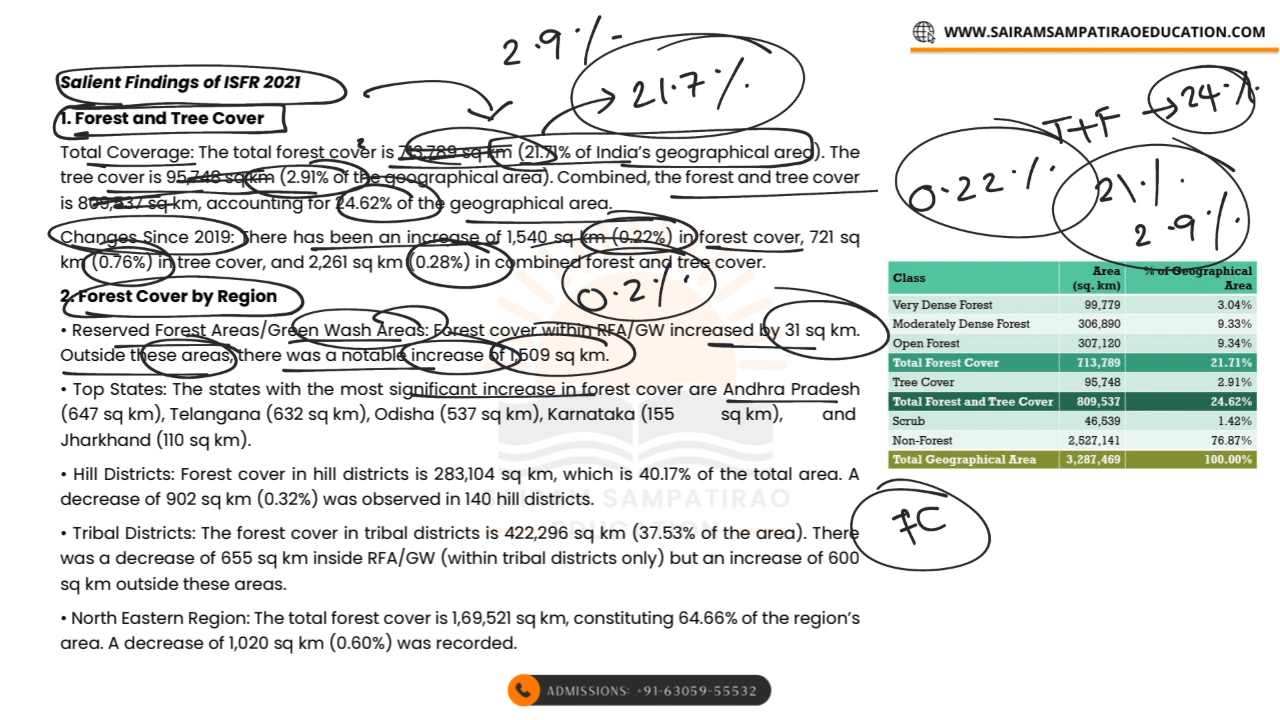 WWW.SAIRAMSAMPATIRAOEDUCATION.COM
2.9%
21.7%
T+F → 24%
0.22%
21%
2.9%
Salient Findings of ISFR 2021
1. Forest and Tree Cover
Total Coverage: The total forest cover is 713,789 sq km (21.71% of India's geographical area). The
tree cover is 95,748 sq km (2.91% of the geographical area). Combined, the forest and tree cover
is 809,537 sq km, accounting for 24.62% of the geographical area.
Changes Since 2019: There has been an increase of 1,540 sq km (0.22%) in forest cover, 721 sq
km (0.76%) in tree cover, and 2,261 sq km (0.28%) in combined forest and tree cover.
0.2%
2. Forest Cover by Region
• Reserved Forest Areas/Green Wash Areas: Forest cover within RFA/GW increased by 31 sq km.
Outside these areas, there was a notable increase of 1,509 sq km.
• Top States: The states with the most significant increase in forest cover are Andhra Pradesh
(647 sq km), Telangana (632 sq km), Odisha (537 sq km), Karnataka (155 sq km), and
Jharkhand (110 sq km).
• Hill Districts: Forest cover in hill districts is 283,104 sq km, which is 40.17% of the total area. A
decrease of 902 sq km (0.32%) was observed in 140 hill districts.
• Tribal Districts: The forest cover in tribal districts is 422,296 sq km (37.53% of the area). There
was a decrease of 655 sq km inside RFA/GW (within tribal districts only) but an increase of 600
sq km outside these areas.
• North Eastern Region: The total forest cover is 1,69,521 sq km, constituting 64.66% of the region's
area. A decrease of 1,020 sq km (0.60%) was recorded.
SAIRAM SAMPATIRAO
EDUCATION
Class Area (sq. km) % of Geographical Area
Very Dense Forest 99,779 3.04%
Moderately Dense Forest 306,890 9.33%
Open Forest 307,120 9.34%
Total Forest Cover 713,789 21.71%
Tree Cover 95,748 2.91%
Total Forest and Tree Cover 809,537 24.62%
Scrub 46,539 1.42%
Non-Forest 2,527,141 76.87%
Total Geographical Area 3,287,469 100.00%
FC
ADMISSIONS: +91-63059-55532